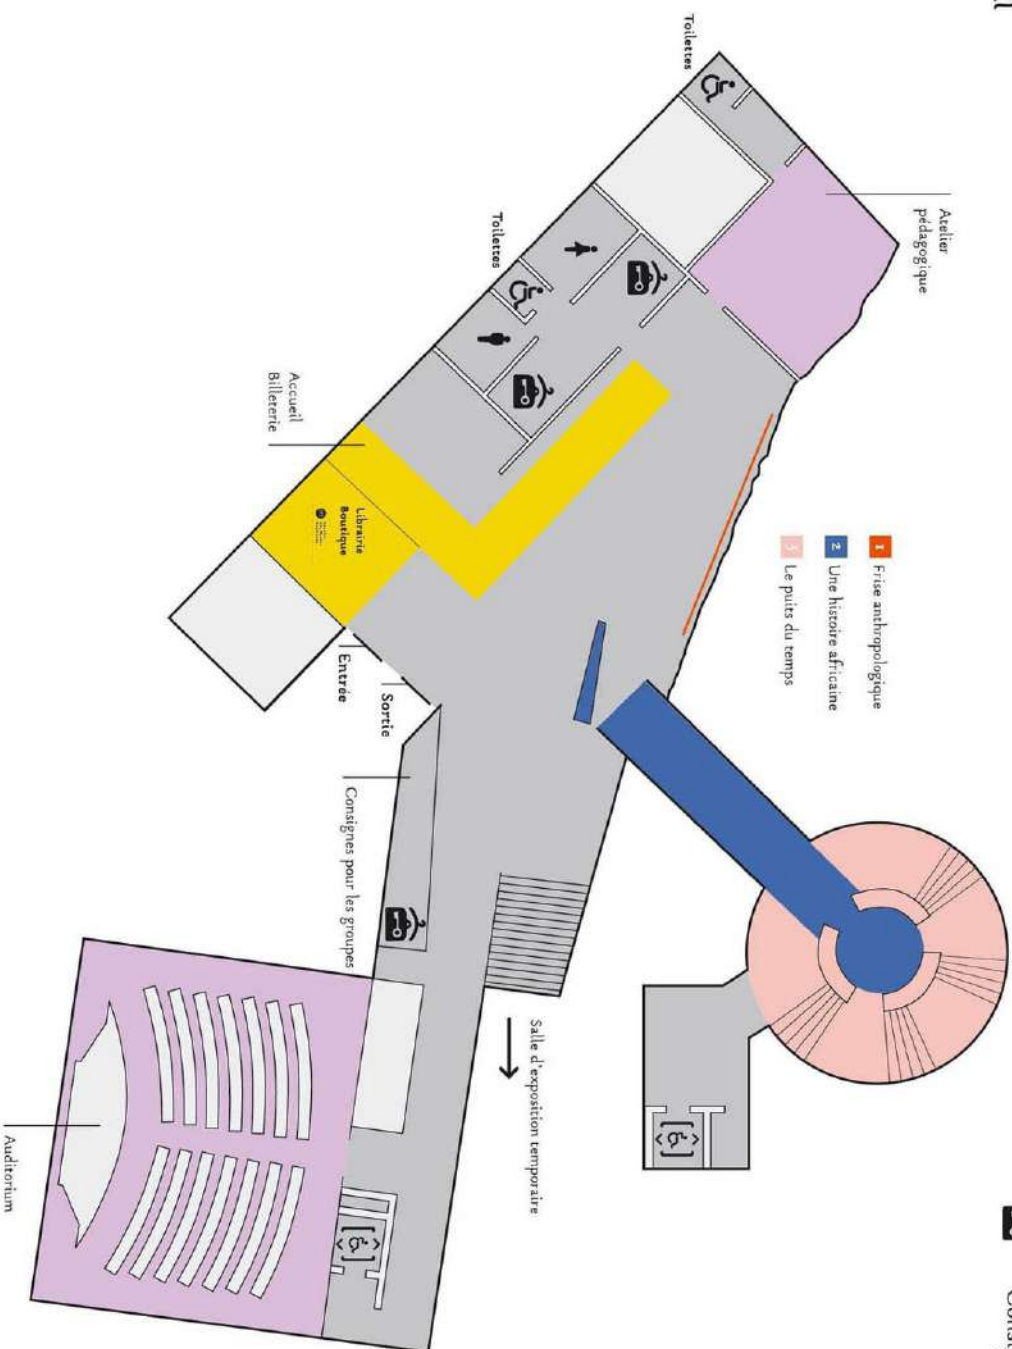 Toilettes
Atelier
pédagogique
Toilettes
Accueil
Billeterie
Librairie
Boutique
1 Frise anthropologique
2 Une histoire africaine
3 Le puits du temps
Entrée
Sortie
Consignes pour les groupes
Salle d'exposition temporaire
Auditorium